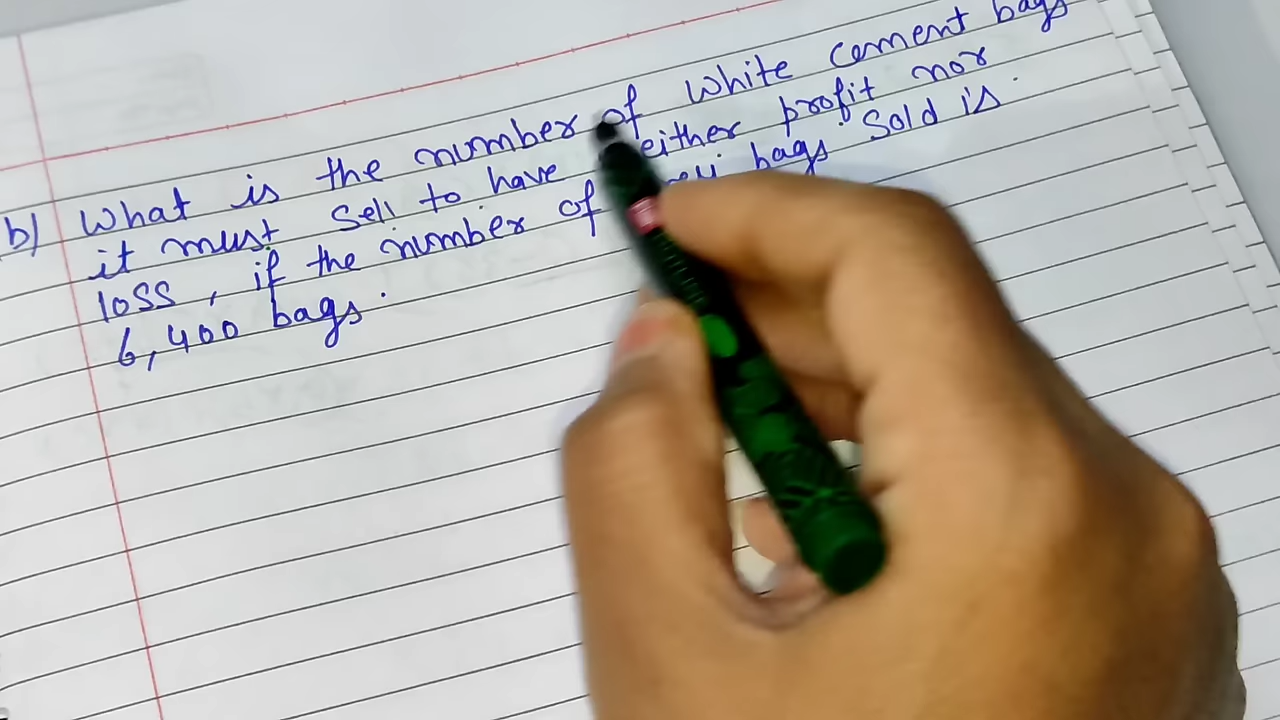 b) What is the number of White cement bags
it must sell to have either profit nor
loss, if the number of bags sold is
6,400 bags.